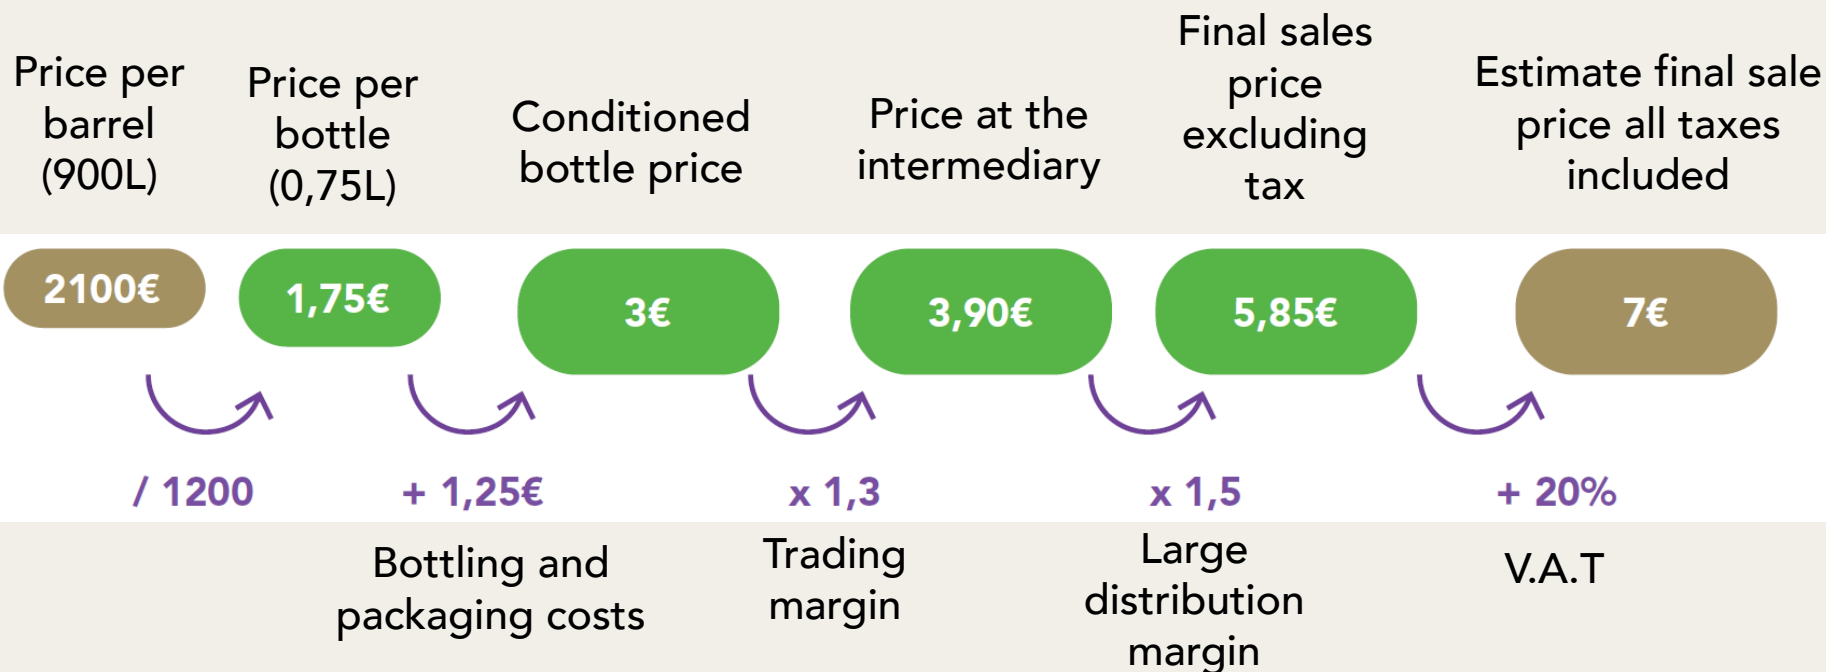 Price per
barrel
(900L)
Price per
bottle
(0,75L)
Conditioned
bottle price
Price at the
intermediary
Final sales
price
excluding
tax
Estimate final sale
price all taxes
included
2100€
1,75€
3€
3,90€
5,85€
7€
/ 1200
+ 1,25€
x 1,3
x 1,5
+ 20%
Bottling and
packaging costs
Trading
margin
Large
distribution
margin
V.A.T